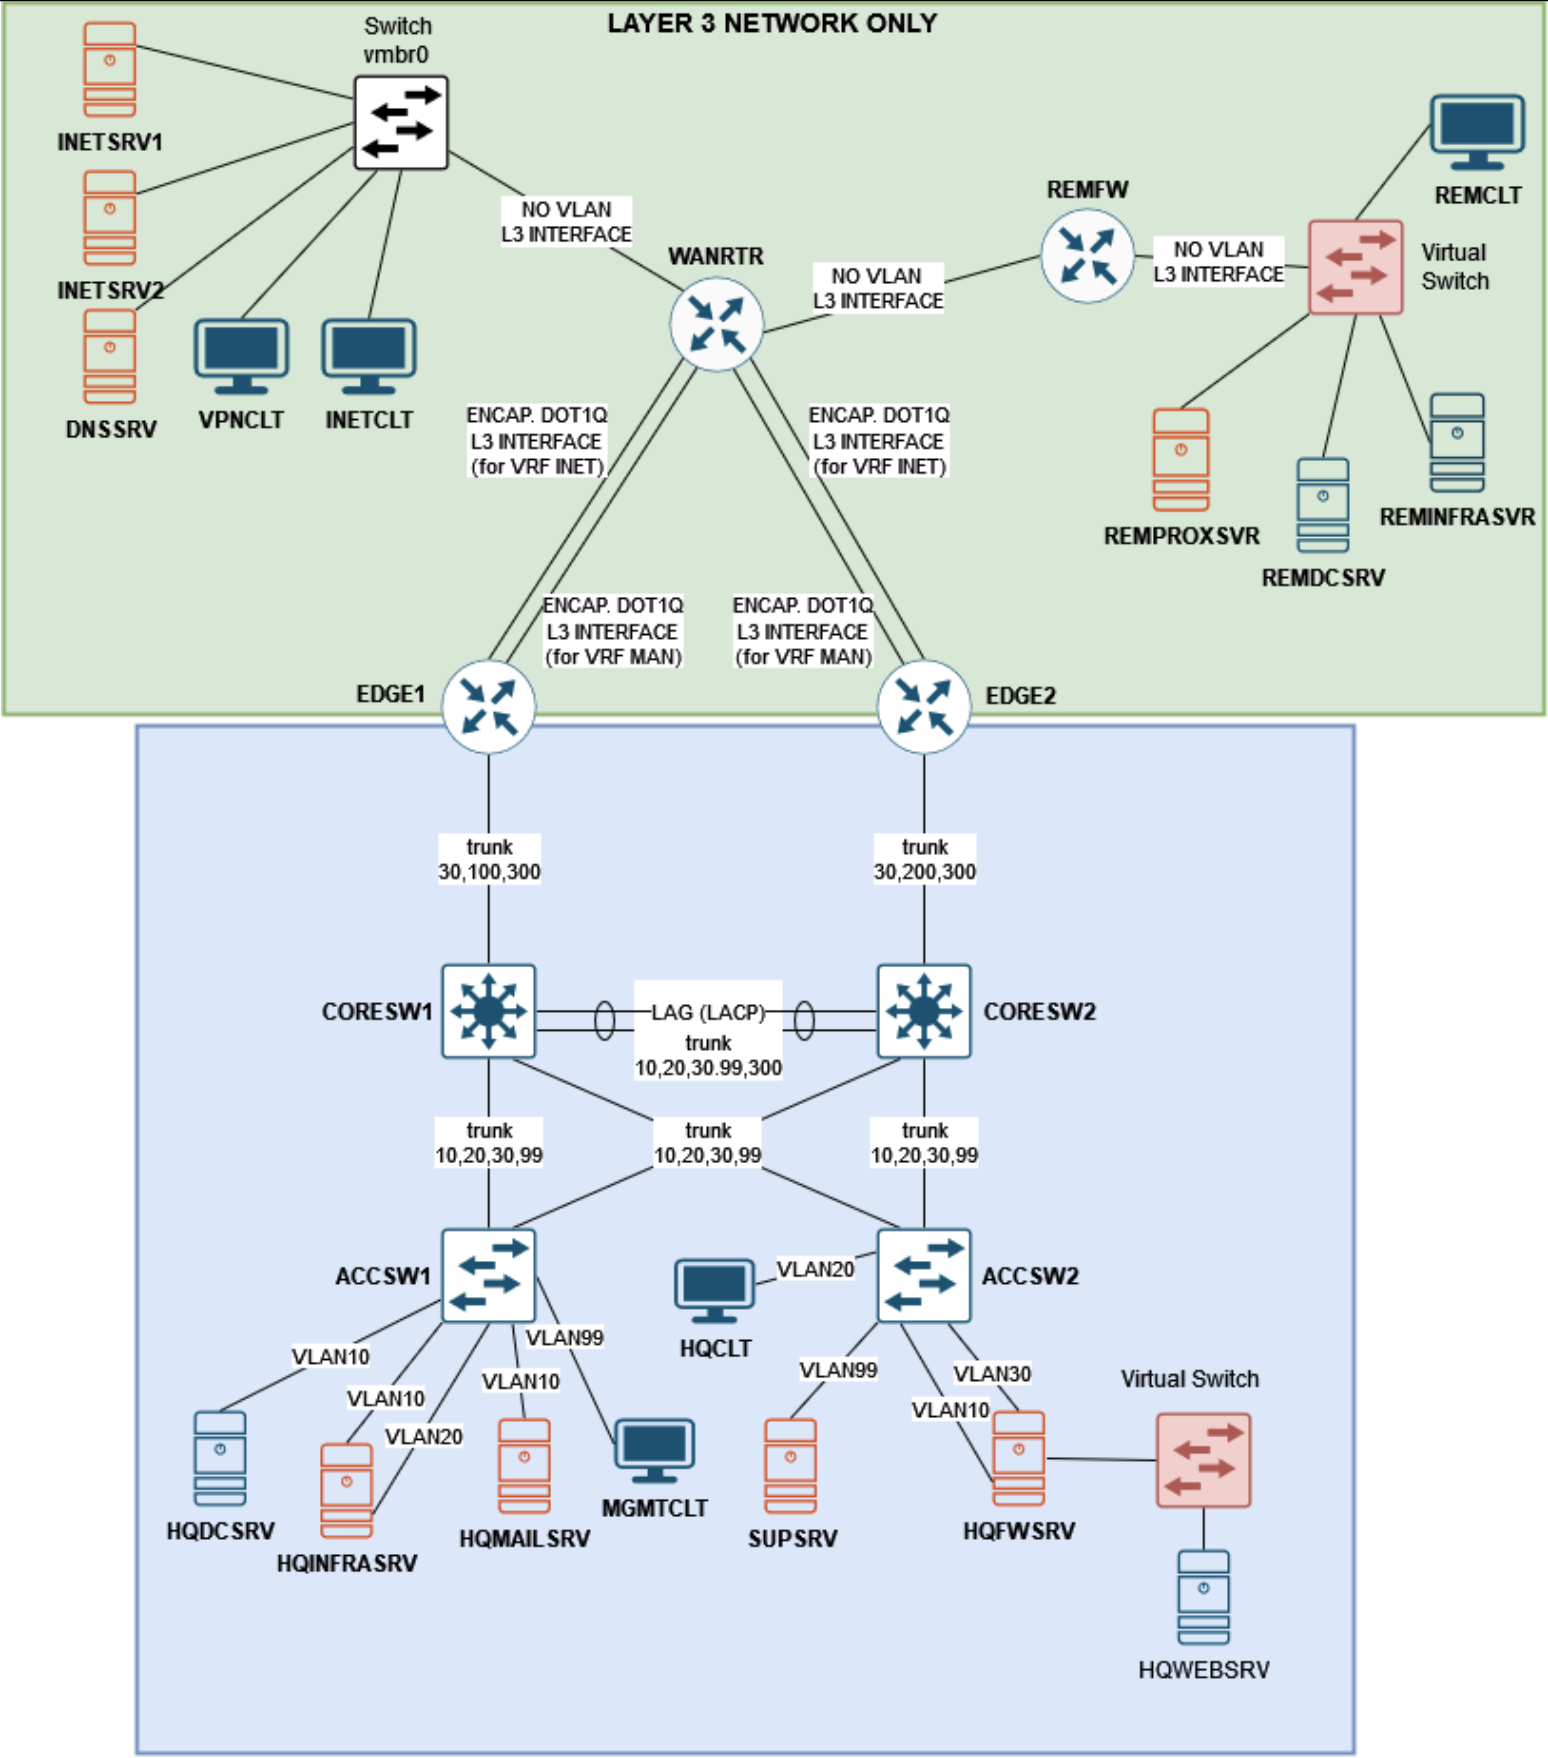 LAYER 3 NETWORK ONLY
Switch
vmbr0
INETSRV1
INETSRV2
DNSSRV
VPNCLT
INETCLT
NO VLAN
L3 INTERFACE
WANRTR
NO VLAN
L3 INTERFACE
REMFW
NO VLAN
L3 INTERFACE
REMCLT
Virtual
Switch
REMPROXSVR
REMDCSRV
REMINFRASVR
ENCAP. DOT1Q
L3 INTERFACE
(for VRF INET)
ENCAP. DOT1Q
L3 INTERFACE
(for VRF INET)
ENCAP. DOT1Q
L3 INTERFACE
(for VRF MAN)
ENCAP. DOT1Q
L3 INTERFACE
(for VRF MAN)
EDGE1
EDGE2
trunk
30,100,300
trunk
30,200,300
CORESW1
LAG (LACP)
trunk
10,20,30.99,300
CORESW2
trunk
10,20,30,99
trunk
10,20,30,99
trunk
10,20,30,99
ACCSW1
VLAN20
HQCLT
ACCSW2
VLAN10
VLAN10
VLAN20
VLAN10
VLAN99
VLAN99
VLAN10
VLAN30
Virtual Switch
HQDCSRV
HQINFRASRV
HQMAILSRV
MGMTCLT
SUPSRV
HQFWSRV
HQWEBSRV